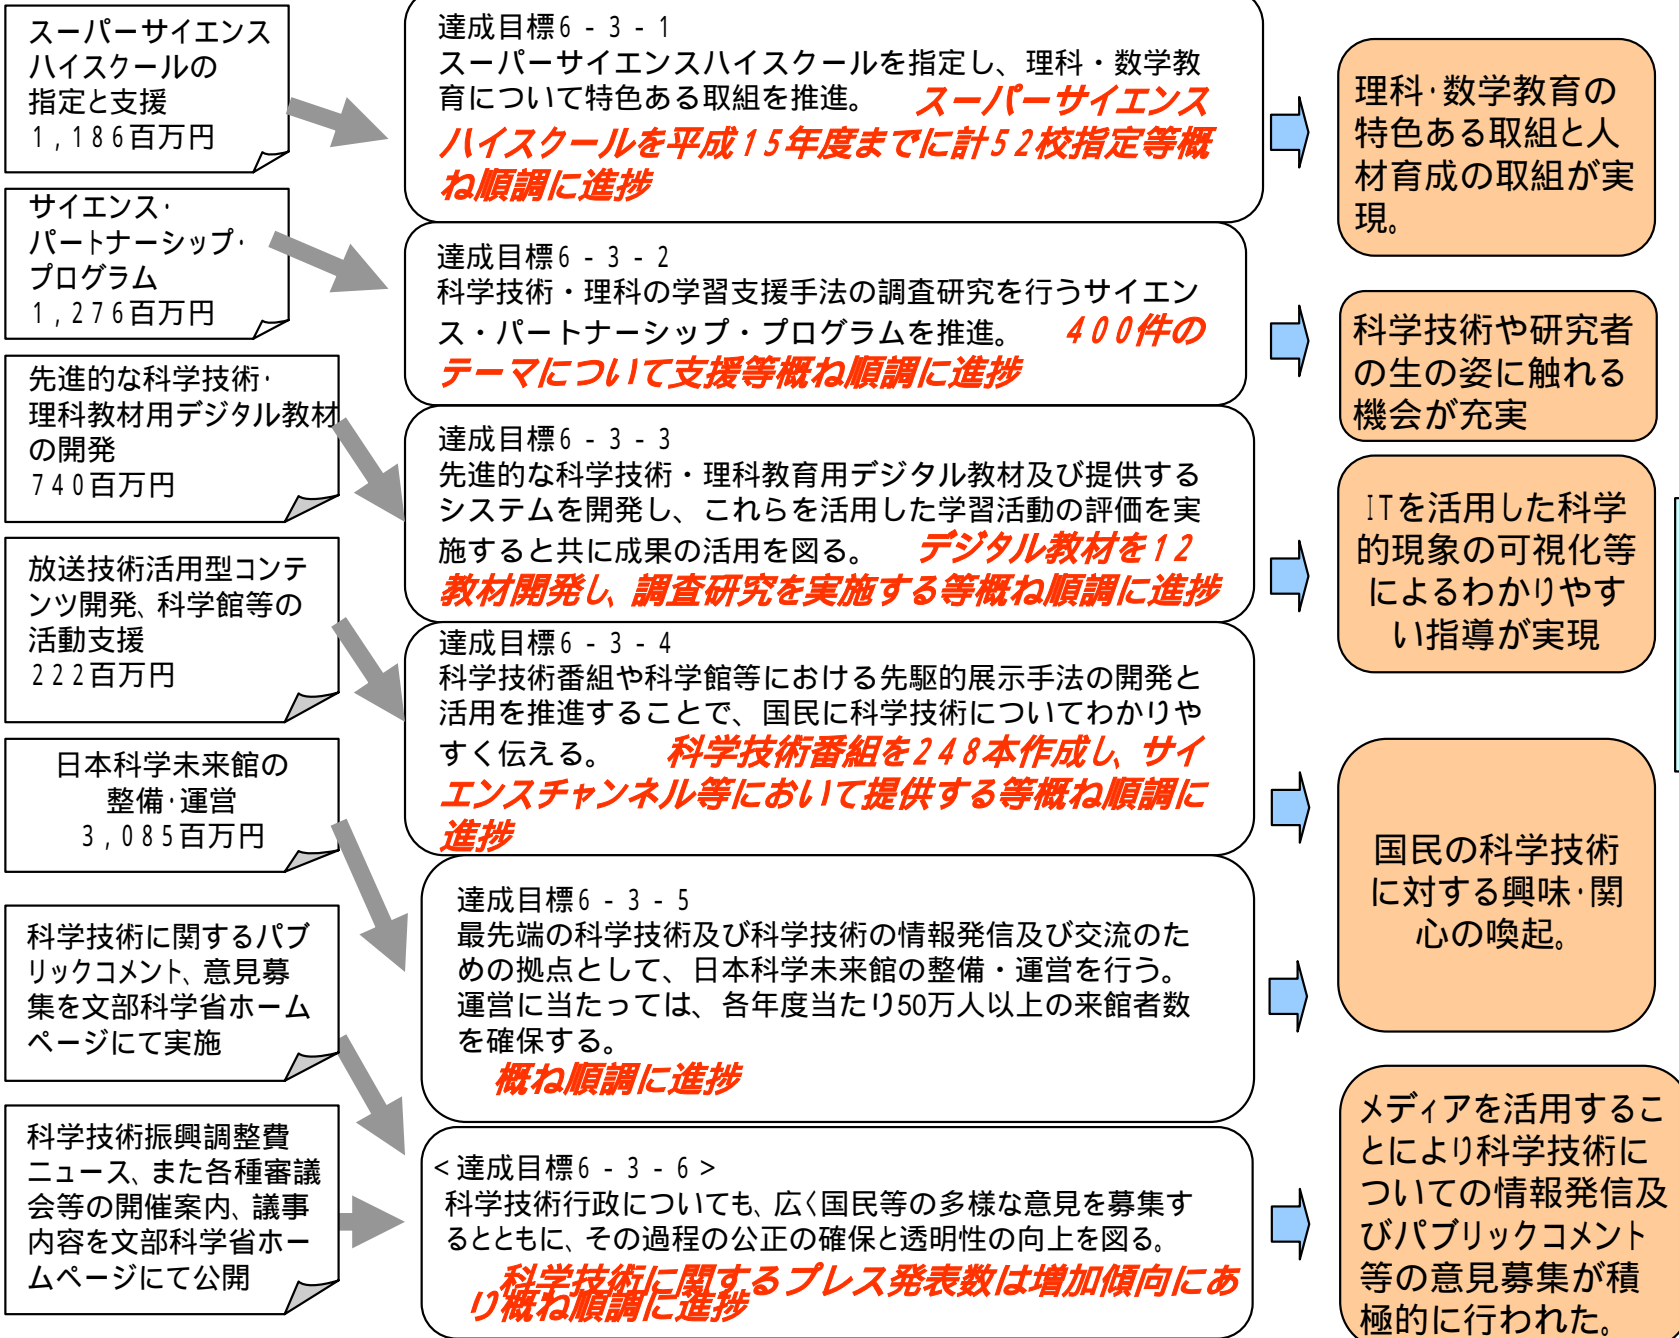 スーパーサイエンス
ハイスクールの
指定と支援
1,186百万円
サイエンス・
パートナーシップ・
プログラム
1,276百万円
先進的な科学技術・
理科教材用デジタル教材
の開発
740百万円
放送技術活用型コンテ
ンツ開発、科学館等の
活動支援
222百万円
日本科学未来館の
整備・運営
3,085百万円
科学技術に関するパブ
リックコメント、意見募
集を文部科学省ホーム
ページにて実施
科学技術振興調整費
ニュース、また各種審議
会等の開催案内、議事
内容を文部科学省ホー
ムページにて公開
達成目標6-3-1
スーパーサイエンスハイスクールを指定し、理科・数学教
育について特色ある取組を推進。 スーパーサイエンス
ハイスクールを平成15年度までに計52校指定等概
ね順調に進捗
達成目標6-3-2
科学技術・理科の学習支援手法の調査研究を行うサイエン
ス・パートナーシップ・プログラムを推進。 400件の
テーマについて支援等概ね順調に進捗
達成目標6-3-3
先進的な科学技術・理科教育用デジタル教材及び提供する
システムを開発し、これらを活用した学習活動の評価を実
施すると共に成果の活用を図る。 デジタル教材を12
教材開発し、調査研究を実施する等概ね順調に進捗
達成目標6-3-4
科学技術番組や科学館等における先駆的展示手法の開発と
活用を推進することで、国民に科学技術についてわかりや
すく伝える。 科学技術番組を248本作成し、サイ
エンスチャンネル等において提供する等概ね順調に
進捗
達成目標6-3-5
最先端の科学技術及び科学技術の情報発信及び交流のた
めの拠点として、日本科学未来館の整備・運営を行う。
運営に当たっては、各年度当たり50万人以上の来館者数
を確保する。
概ね順調に進捗
<達成目標6-3-6>
科学技術行政についても、広く国民等の多様な意見を募集す
るとともに、その過程の公正の確保と透明性の向上を図る。
科学技術に関するプレス発表数は増加傾向にあ
り概ね順調に進捗
理科・数学教育の
特色ある取組と人
材育成の取組が実
現。
科学技術や研究者
の生の姿に触れる
機会が充実
ITを活用した科学
的現象の可視化等
によるわかりやす
い指導が実現
国民の科学技術
に対する興味・関
心の喚起。
メディアを活用するこ
とにより科学技術に
ついての情報発信及
びパブリックコメント
等の意見募集が積
極的に行われた。